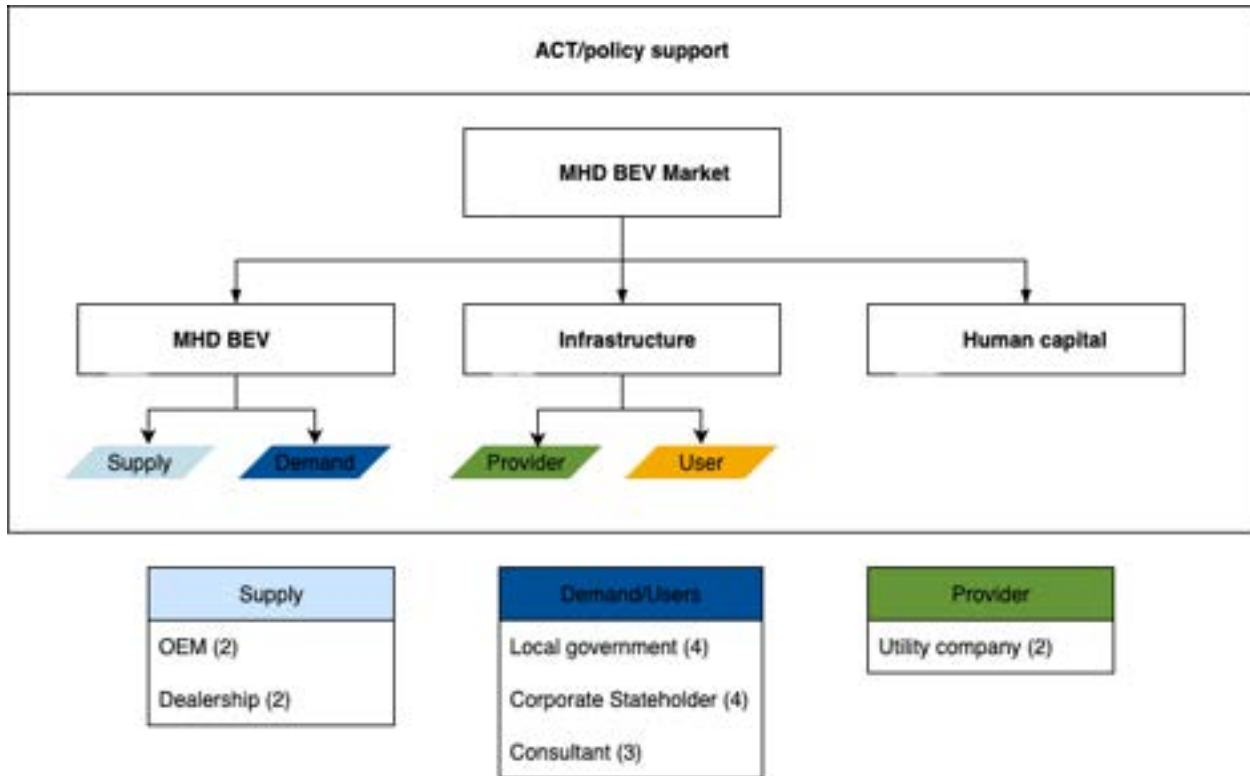 ACT/policy support
MHD BEV Market
MHD BEV
Infrastructure
Human capital
Supply
Demand
Provider
User
Supply
OEM (2)
Dealership (2)
Demand/Users
Local government (4)
Corporate Stateholder (4)
Consultant (3)
Provider
Utility company (2)